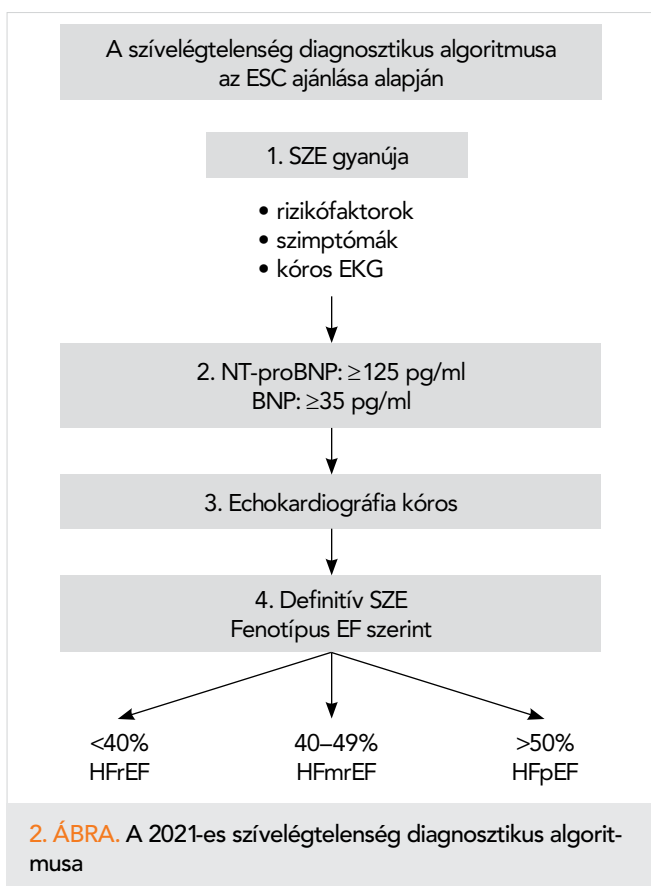 A szívelégtelenség diagnosztikus algoritmusa
az ESC ajánlása alapján
1. SZE gyanúja
• rizikófaktorok
• szimptómák
• kóros EKG
2. NT-proBNP: ≥125 pg/ml
BNP: ≥35 pg/ml
3. Echokardiográfia kóros
4. Definitív SZE
Fenotípus EF szerint
<40%
HFrEF
40–49%
HFmrEF
>50%
HFpEF
2. ÁBRA. A 2021-es szívelégtelenség diagnosztikus algorit-
musa